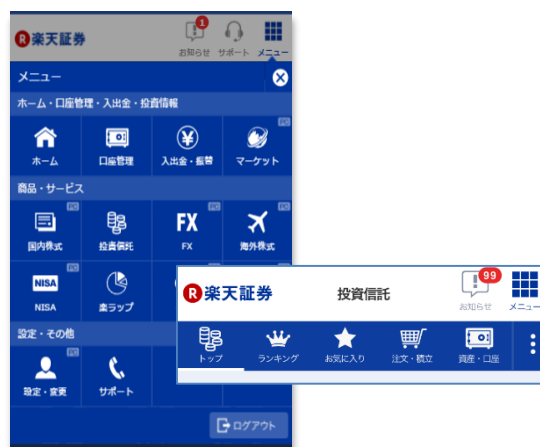 R楽天証券
1
お知らせ サポート メニュー
メニュー
ホーム・口座管理・入出金・投資情報
PC
ホーム 口座管理 入出金・振替 マーケット
商品・サービス
PC PC PC
FX
国内株式 投資信託 FX 海外株式
PC
NISA
NISA 楽ラップ
設定・その他
PC
設定・変更 サポート
ログアウト
R楽天証券 投資信託 99
お知らせ メニュー
トップ ランキング お気に入り 注文・積立 資産・口座